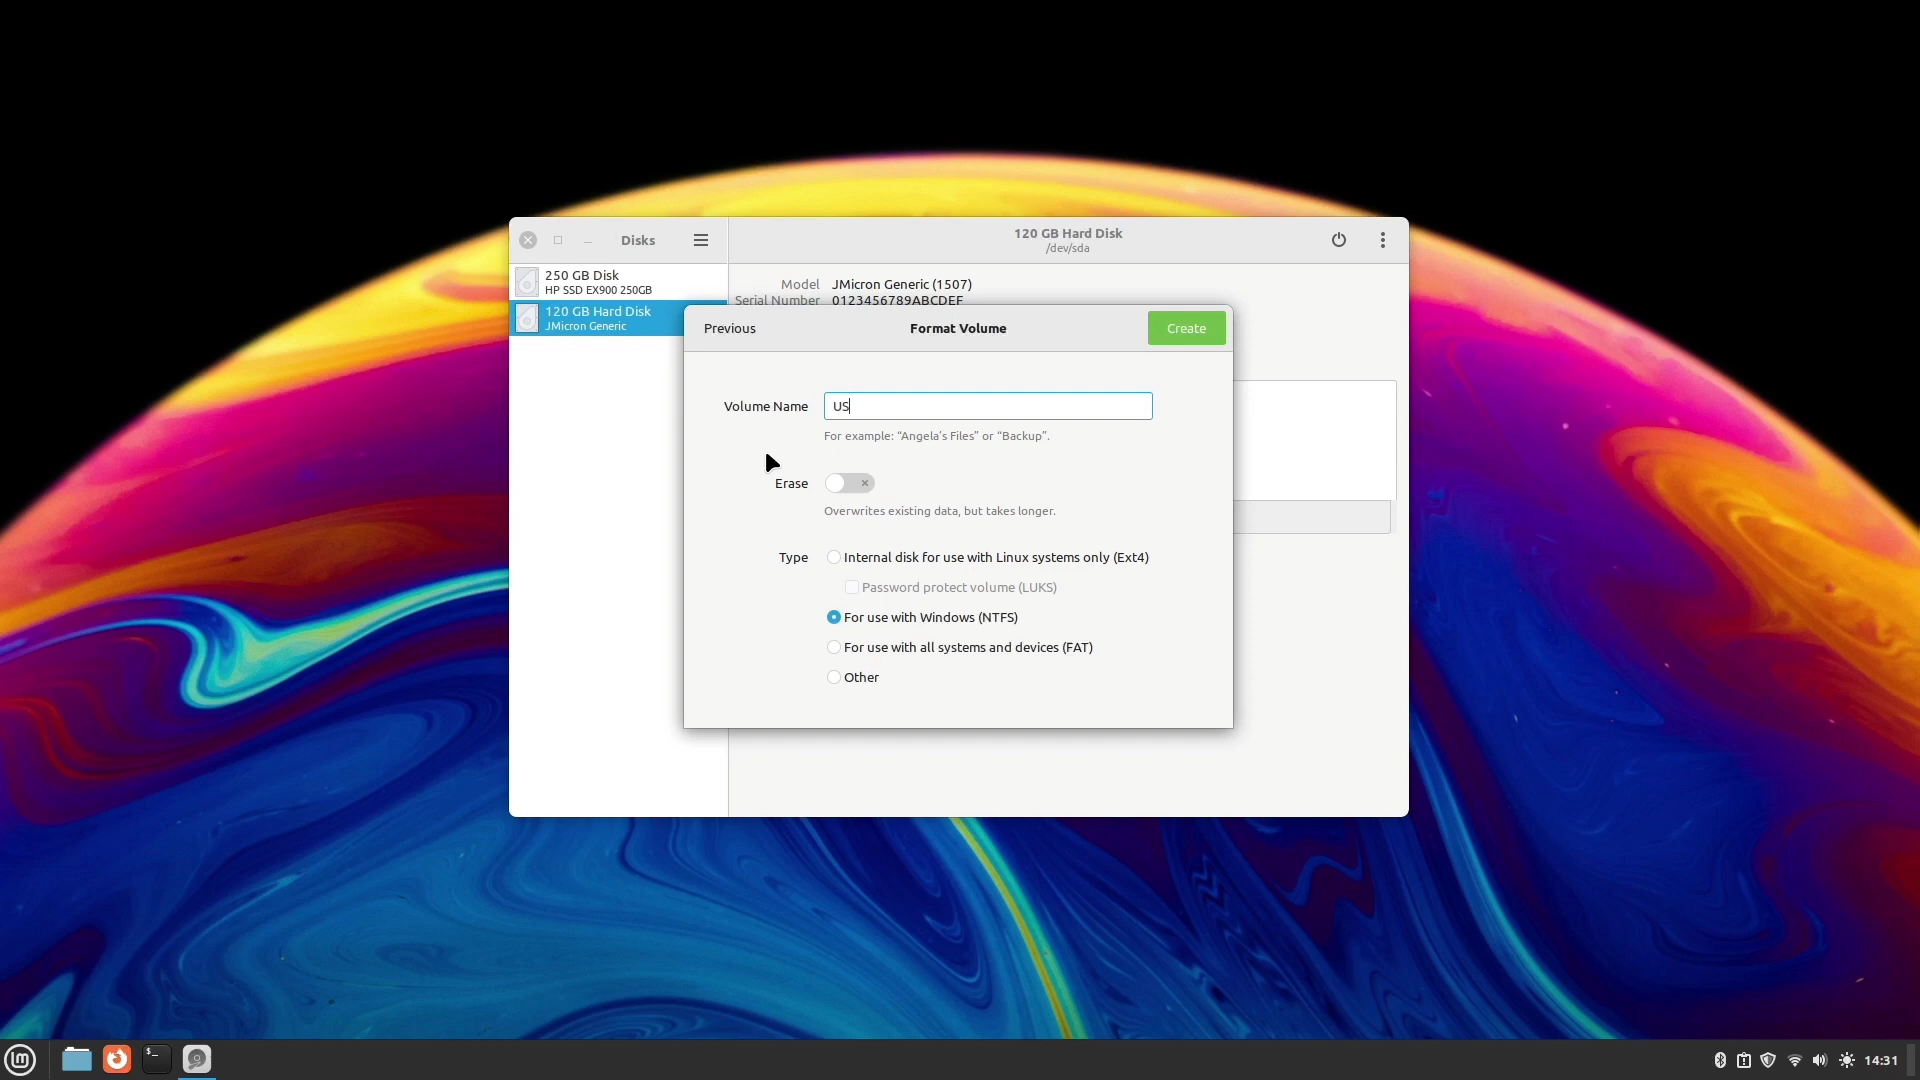 Disks
120 GB Hard Disk
/dev/sda
250 GB Disk
HP SSD EX900 250GB
120 GB Hard Disk
JMicron Generic
Model JMicron Generic (1507)
Serial Number 0123456789ABCDEF
Previous
Format Volume
Create
Volume Name US
For example: “Angela’s Files” or “Backup”.
Erase
Overwrites existing data, but takes longer.
Type Internal disk for use with Linux systems only (Ext4)
Password protect volume (LUKS)
For use with Windows (NTFS)
For use with all systems and devices (FAT)
Other
lm
$_
14:31